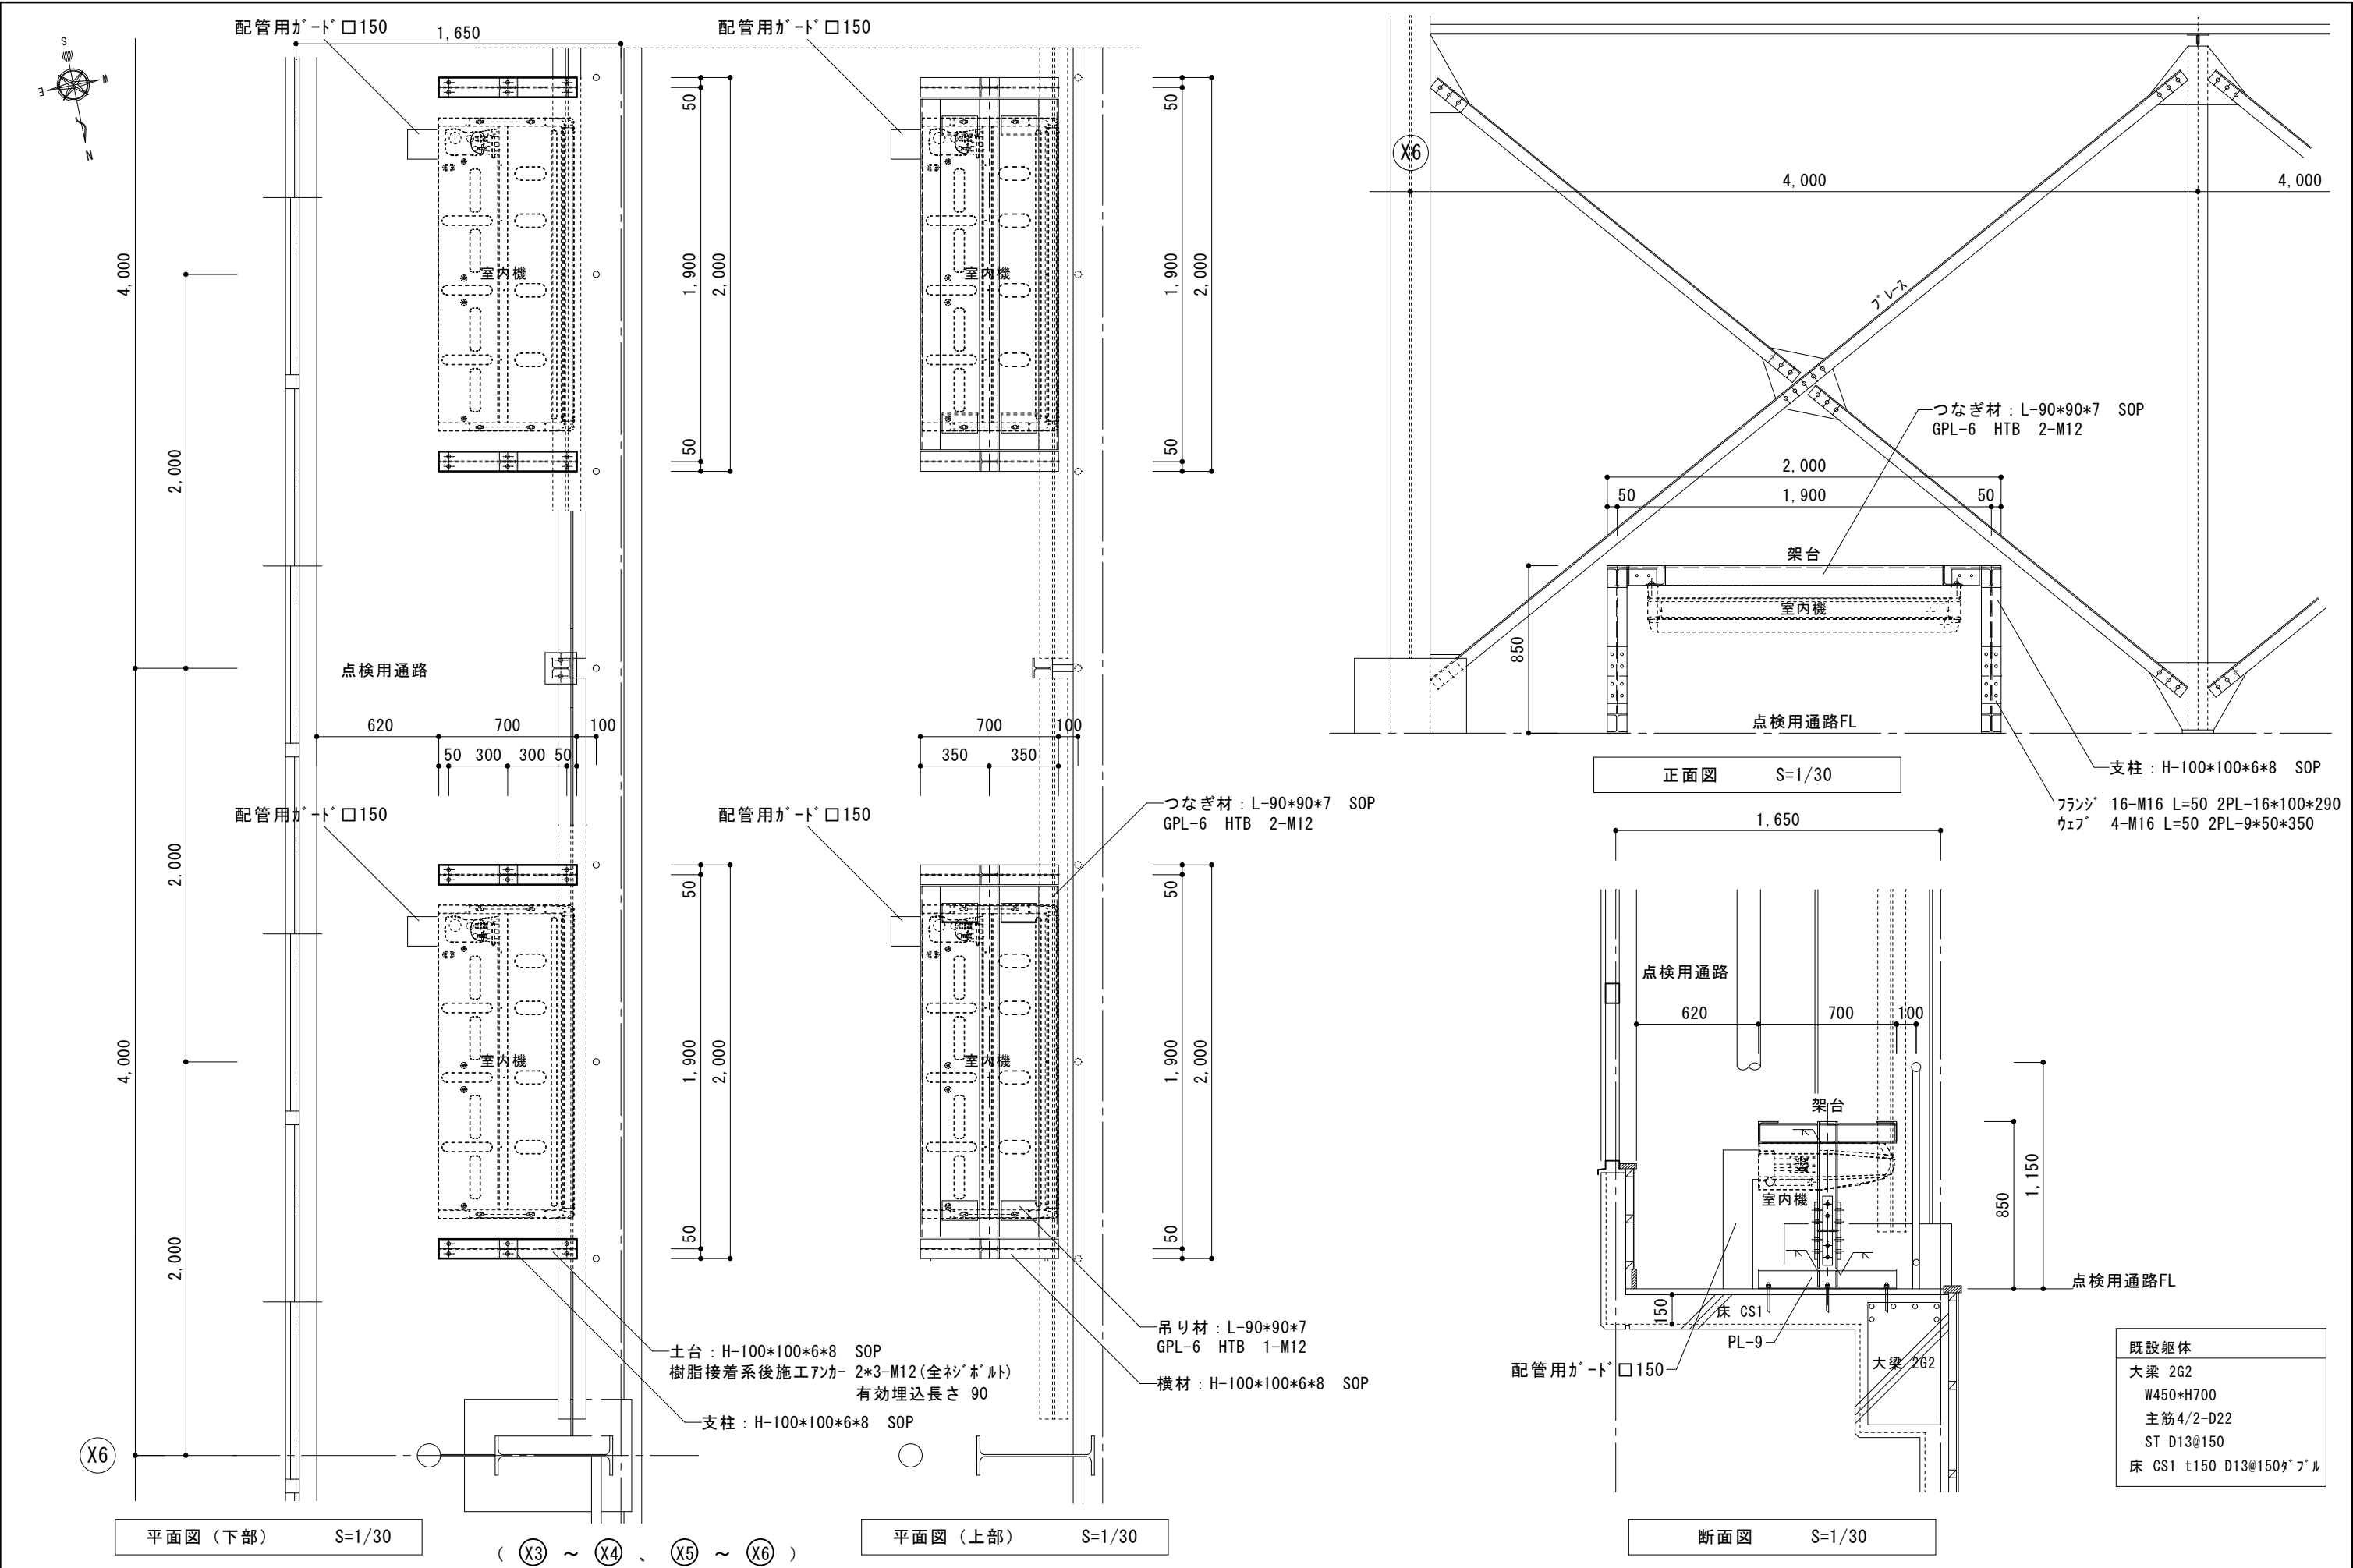 S
W
E
N
配管用ｶﾞｰﾄﾞ□150
1,650
4,000
2,000
50
1,900
2,000
50
室内機
点検用通路
620
700
100
50
300
300
50
配管用ｶﾞｰﾄﾞ□150
2,000
4,000
2,000
50
1,900
2,000
50
室内機
土台：H-100*100*6*8 SOP
樹脂接着系後施工ｱﾝｶｰ 2*3-M12(全ﾈｼﾞﾎﾞﾙﾄ)
有効埋込長さ 90
支柱：H-100*100*6*8 SOP
X6
平面図（下部） S=1/30
（ X3 ～ X4 、 X5 ～ X6 ）
配管用ｶﾞｰﾄﾞ□150
50
1,900
2,000
50
室内機
700
100
350
350
配管用ｶﾞｰﾄﾞ□150
つなぎ材：L-90*90*7 SOP
GPL-6 HTB 2-M12
50
1,900
2,000
50
室内機
吊り材：L-90*90*7
GPL-6 HTB 1-M12
横材：H-100*100*6*8 SOP
平面図（上部） S=1/30
X6
4,000
4,000
ﾌﾞﾚｰｽ
つなぎ材：L-90*90*7 SOP
GPL-6 HTB 2-M12
2,000
50
1,900
50
架台
室内機
850
点検用通路FL
支柱：H-100*100*6*8 SOP
ﾌﾗﾝｼﾞ 16-M16 L=50 2PL-16*100*290
ｳｪﾌﾞ 4-M16 L=50 2PL-9*50*350
正面図 S=1/30
1,650
点検用通路
620
700
100
架台
室内機
850
1,150
点検用通路FL
150
床 CS1
PL-9
大梁 2G2
配管用ｶﾞｰﾄﾞ□150
断面図 S=1/30
既設躯体
大梁 2G2
W450*H700
主筋4/2-D22
ST D13@150
床 CS1 t150 D13@150ﾀﾞﾌﾞﾙ